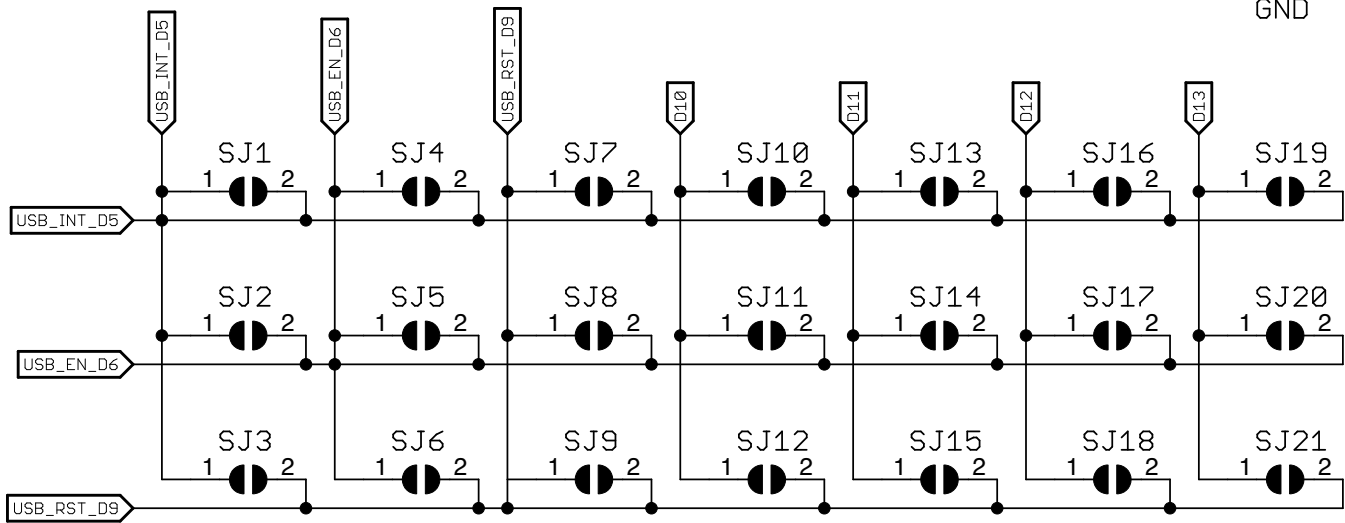 GND
USB_INT_D5
USB_EN_D6
USB_RST_D9
D10
D11
D12
D13
SJ1 SJ4 SJ7 SJ10 SJ13 SJ16 SJ19
1 2 1 2 1 2 1 2 1 2 1 2 1 2
USB_INT_D5
SJ2 SJ5 SJ8 SJ11 SJ14 SJ17 SJ20
1 2 1 2 1 2 1 2 1 2 1 2 1 2
USB_EN_D6
SJ3 SJ6 SJ9 SJ12 SJ15 SJ18 SJ21
1 2 1 2 1 2 1 2 1 2 1 2 1 2
USB_RST_D9